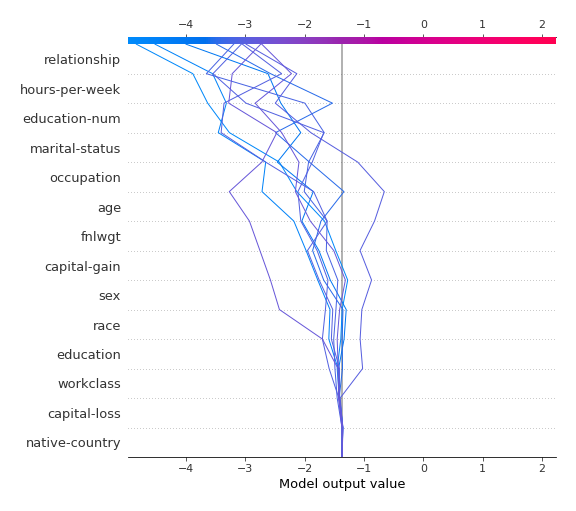 −4 −3 −2 −1 0 1 2
relationship
hours-per-week
education-num
marital-status
occupation
age
fnlwgt
capital-gain
sex
race
education
workclass
capital-loss
native-country
−4 −3 −2 −1 0 1 2
Model output value